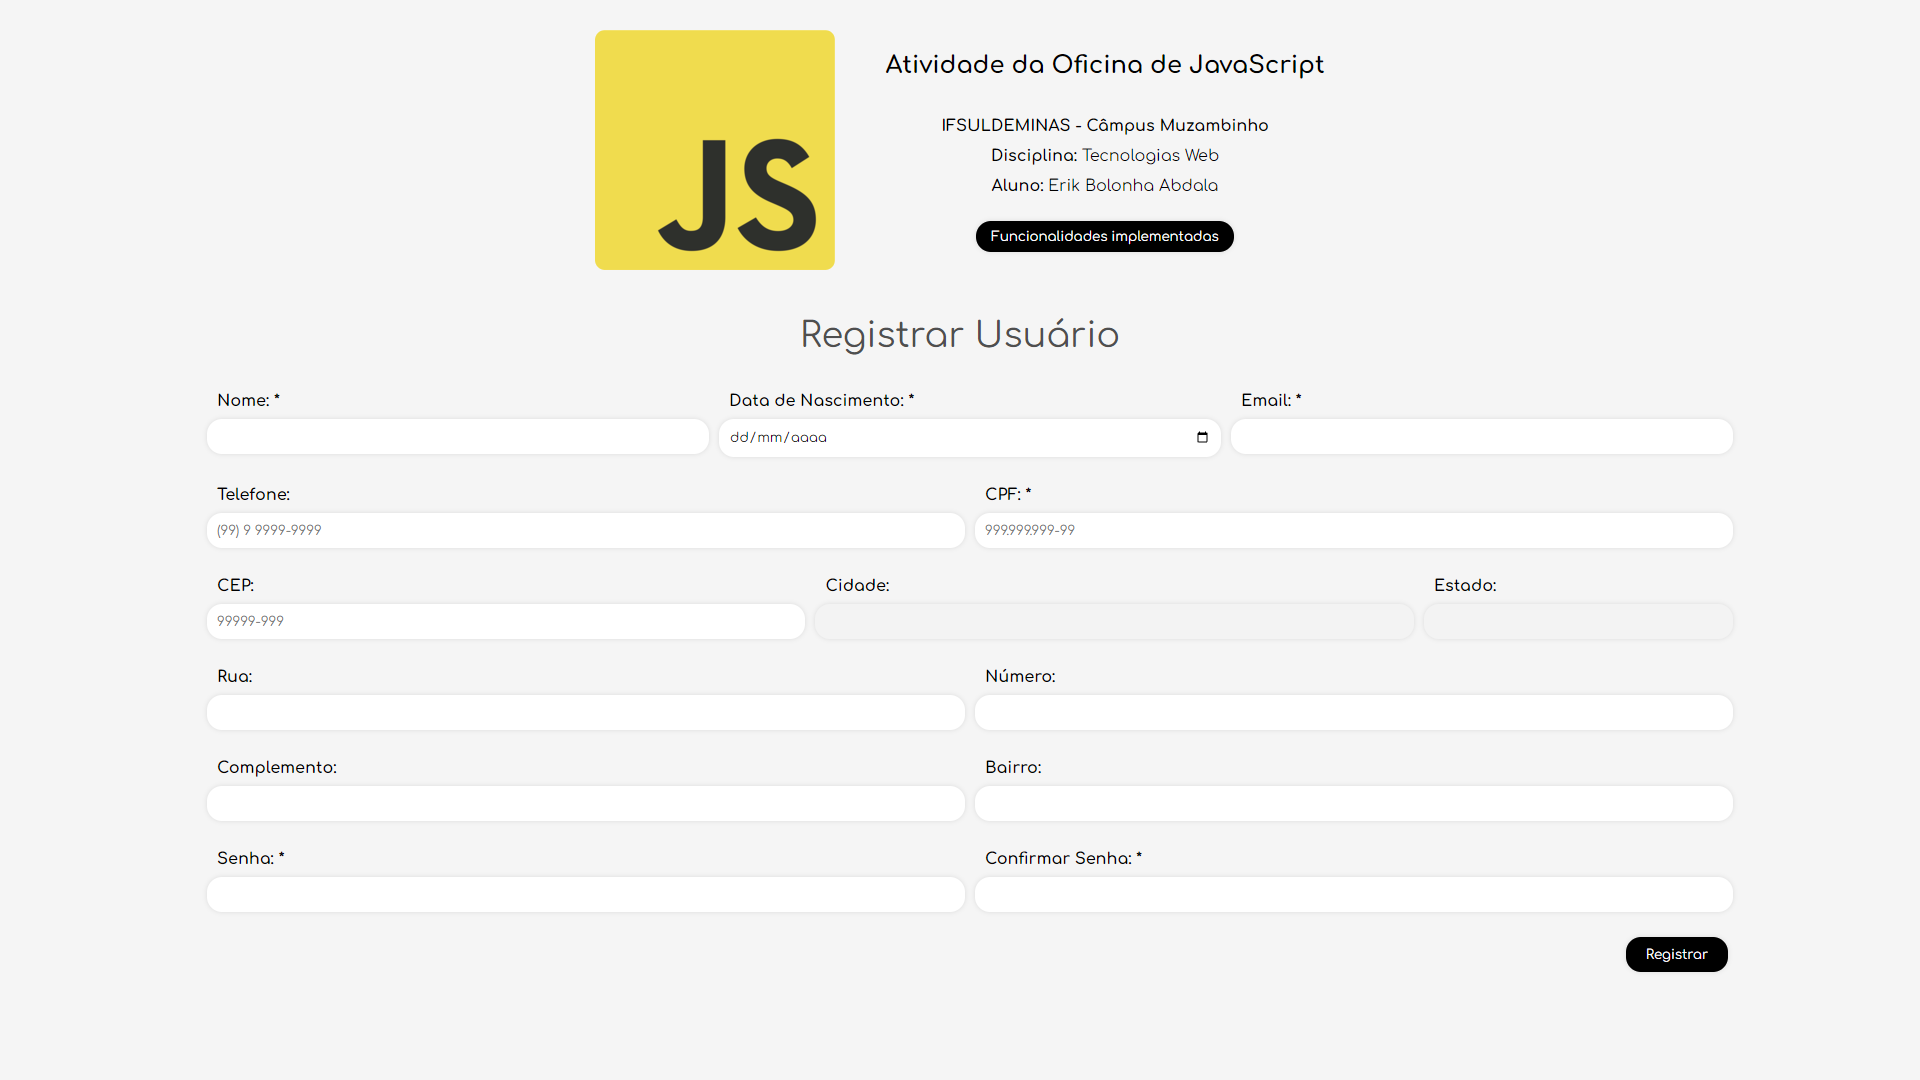 JS
Atividade da Oficina de JavaScript
IFSULDEMINAS - Câmpus Muzambinho
Disciplina: Tecnologias Web
Aluno: Erik Bolonha Abdala
Funcionalidades implementadas
Registrar Usuário
Nome: *
Data de Nascimento: *
Email: *
dd/mm/aaaa
Telefone:
CPF: *
(99) 9 9999-9999
999.999.999-99
CEP:
Cidade:
Estado:
99999-999
Rua:
Número:
Complemento:
Bairro:
Senha: *
Confirmar Senha: *
Registrar